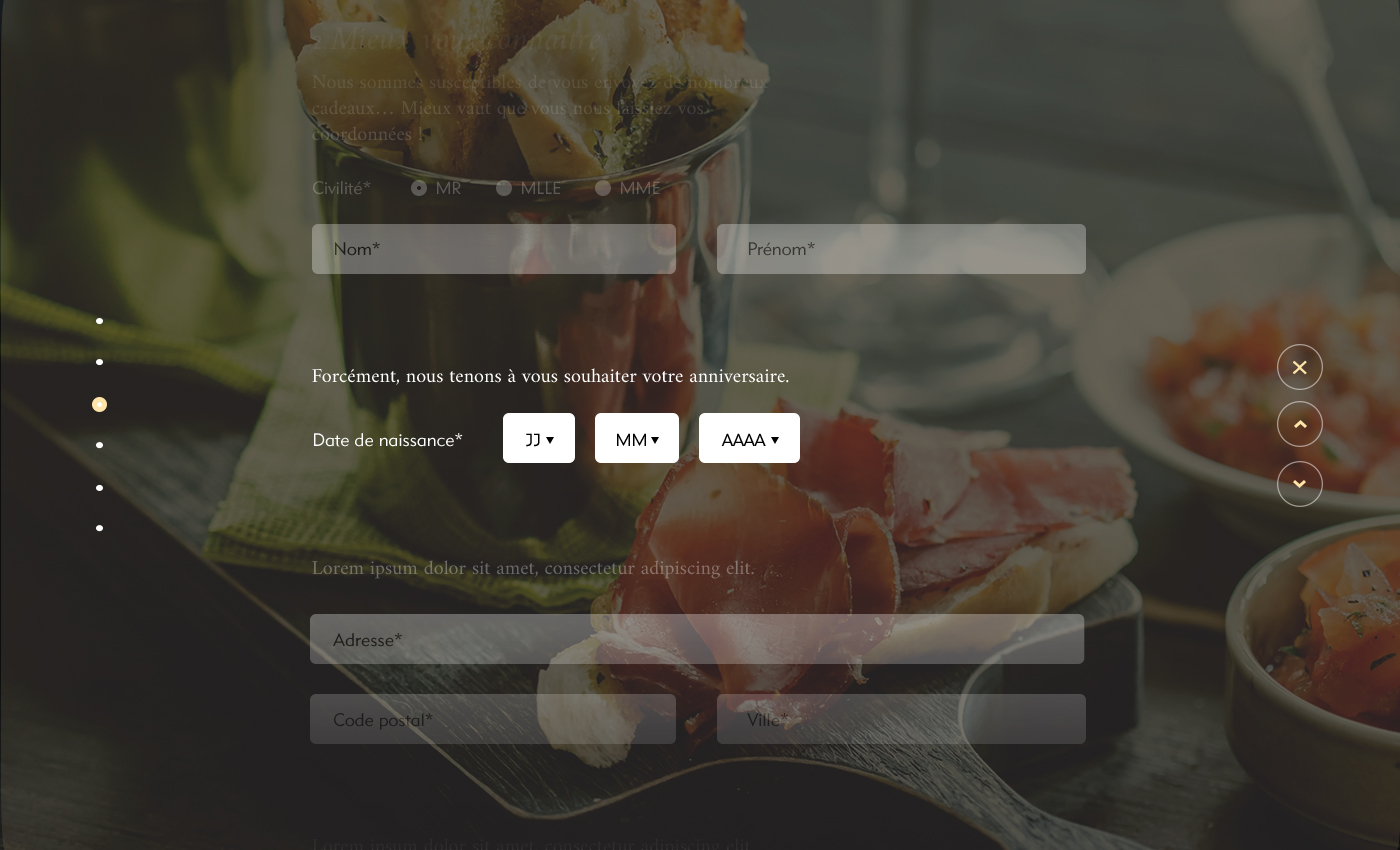 Mieux vous connaître
Nous sommes susceptibles de vous envoyer de nombreux
cadeaux… Mieux vaut que vous nous laissiez vos
coordonnées !
Civilité* MR MLLE MME
Nom* Prénom*
Forcément, nous tenons à vous souhaiter votre anniversaire.
Date de naissance* JJ ▼ MM ▼ AAAA ▼
Lorem ipsum dolor sit amet, consectetur adipiscing elit.
Adresse*
Code postal* Ville*
Lorem ipsum dolor sit amet, consectetur adipiscing elit.